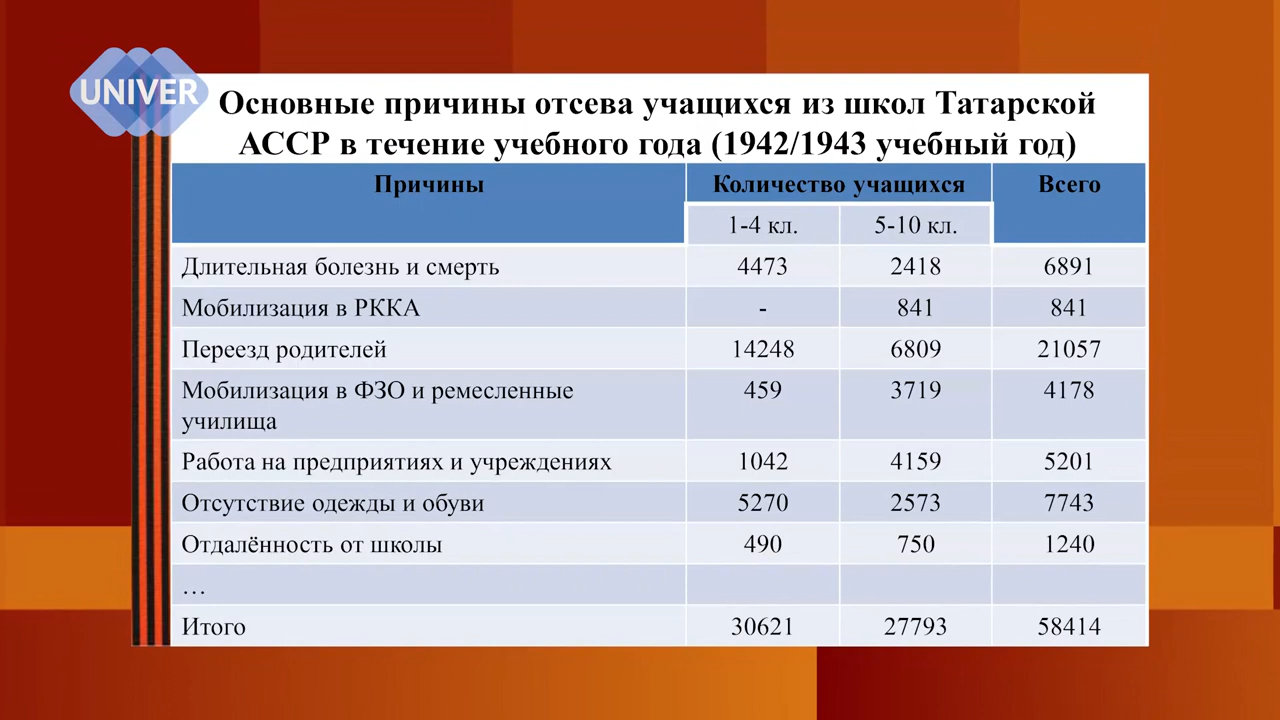 UNIVER
Основные причины отсева учащихся из школ Татарской
АССР в течение учебного года (1942/1943 учебный год)
Причины Количество учащихся Всего
1-4 кл. 5-10 кл.
Длительная болезнь и смерть 4473 2418 6891
Мобилизация в РККА - 841 841
Переезд родителей 14248 6809 21057
Мобилизация в ФЗО и ремесленные 459 3719 4178
училища
Работа на предприятиях и учреждениях 1042 4159 5201
Отсутствие одежды и обуви 5270 2573 7743
Отдалённость от школы 490 750 1240
…
Итого 30621 27793 58414